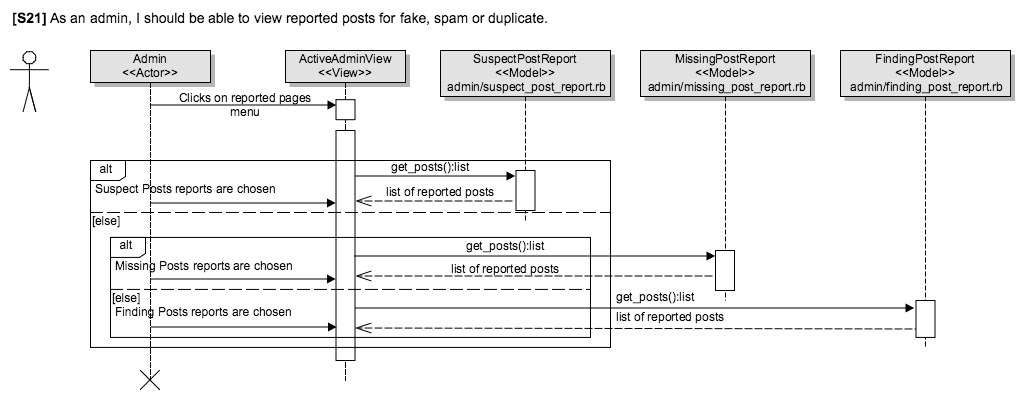 [S21] As an admin, I should be able to view reported posts for fake, spam or duplicate.
Admin
<<Actor>>
ActiveAdminView
<<View>>
SuspectPostReport
<<Model>>
admin/suspect_post_report.rb
MissingPostReport
<<Model>>
admin/missing_post_report.rb
FindingPostReport
<<Model>>
admin/finding_post_report.rb
Clicks on reported pages
menu
alt
get_posts():list
Suspect Posts reports are chosen
list of reported posts
[else]
alt
get_posts():list
Missing Posts reports are chosen
list of reported posts
[else]
get_posts():list
Finding Posts reports are chosen
list of reported posts